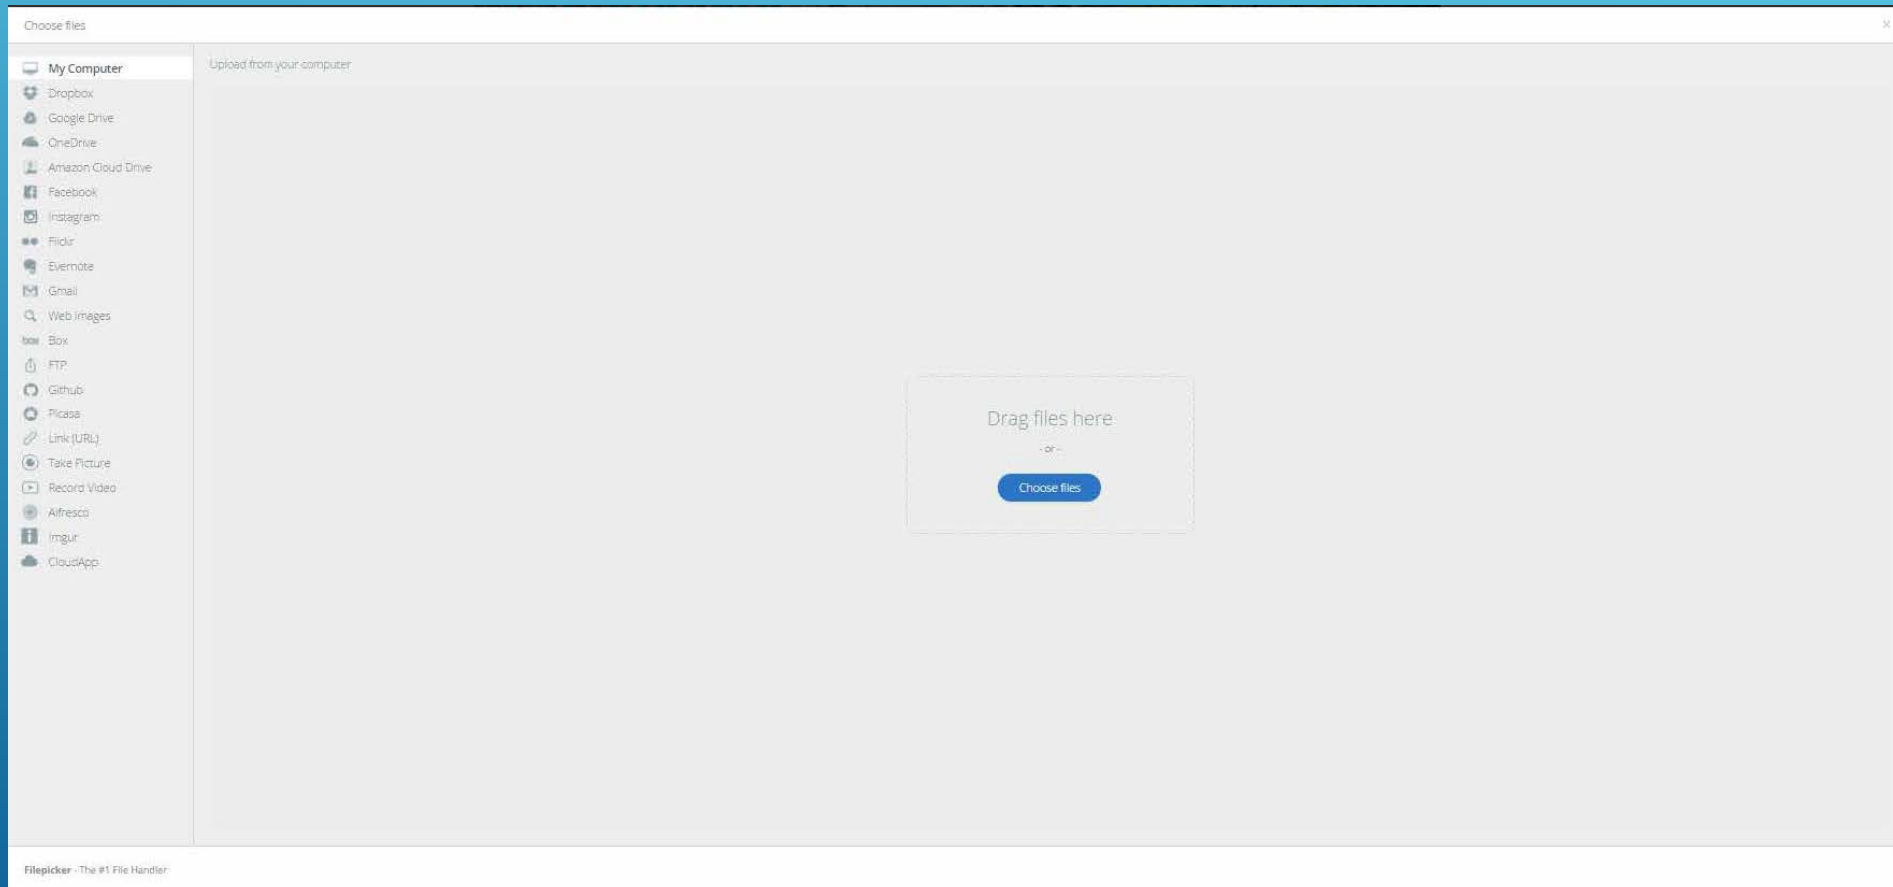 Choose files
×
My Computer
Dropbox
Google Drive
OneDrive
Amazon Cloud Drive
Facebook
Instagram
Flickr
Evernote
Gmail
Web Images
box Box
FTP
Github
Picasa
Link (URL)
Take Picture
Record Video
Alfresco
Imgur
CloudApp
Upload from your computer
Drag files here
- or -
Choose files
Filepicker - The #1 File Handler